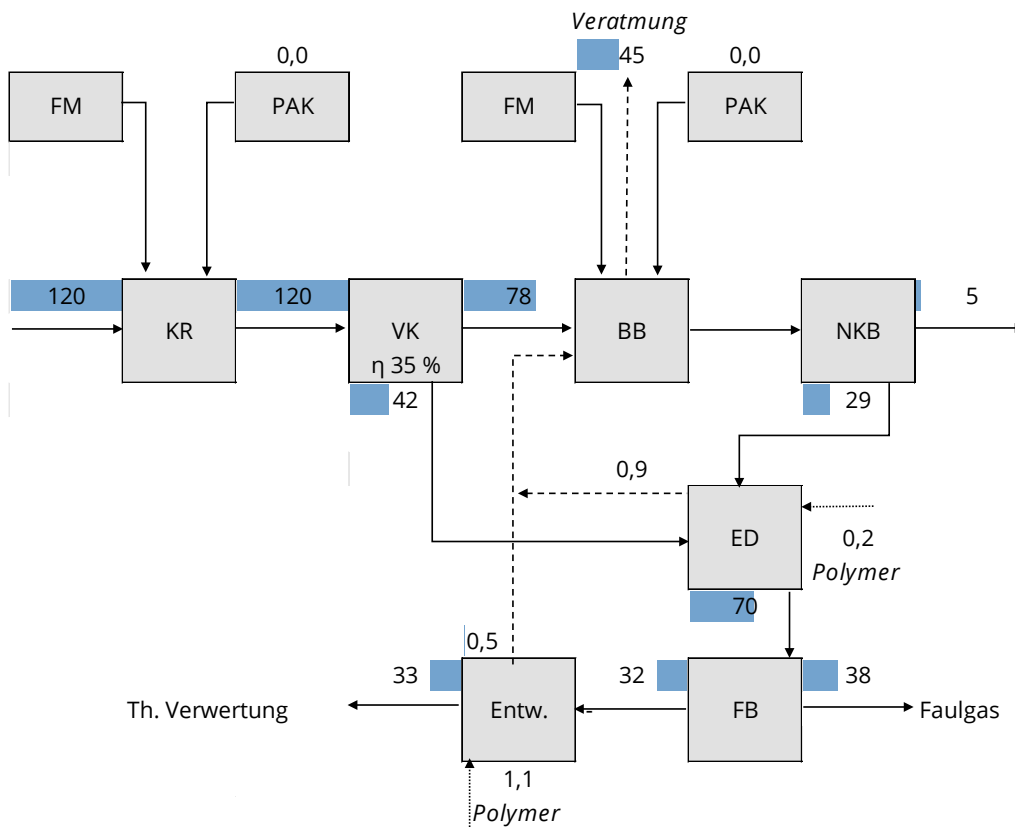 Veratmung
0,0
45
0,0
FM
PAK
FM
PAK
120
120
78
5
KR
VK
BB
NKB
η 35 %
42
29
0,9
ED
0,2
Polymer
70
0,5
33
32
38
Th. Verwertung
Entw.
FB
Faulgas
1,1
Polymer